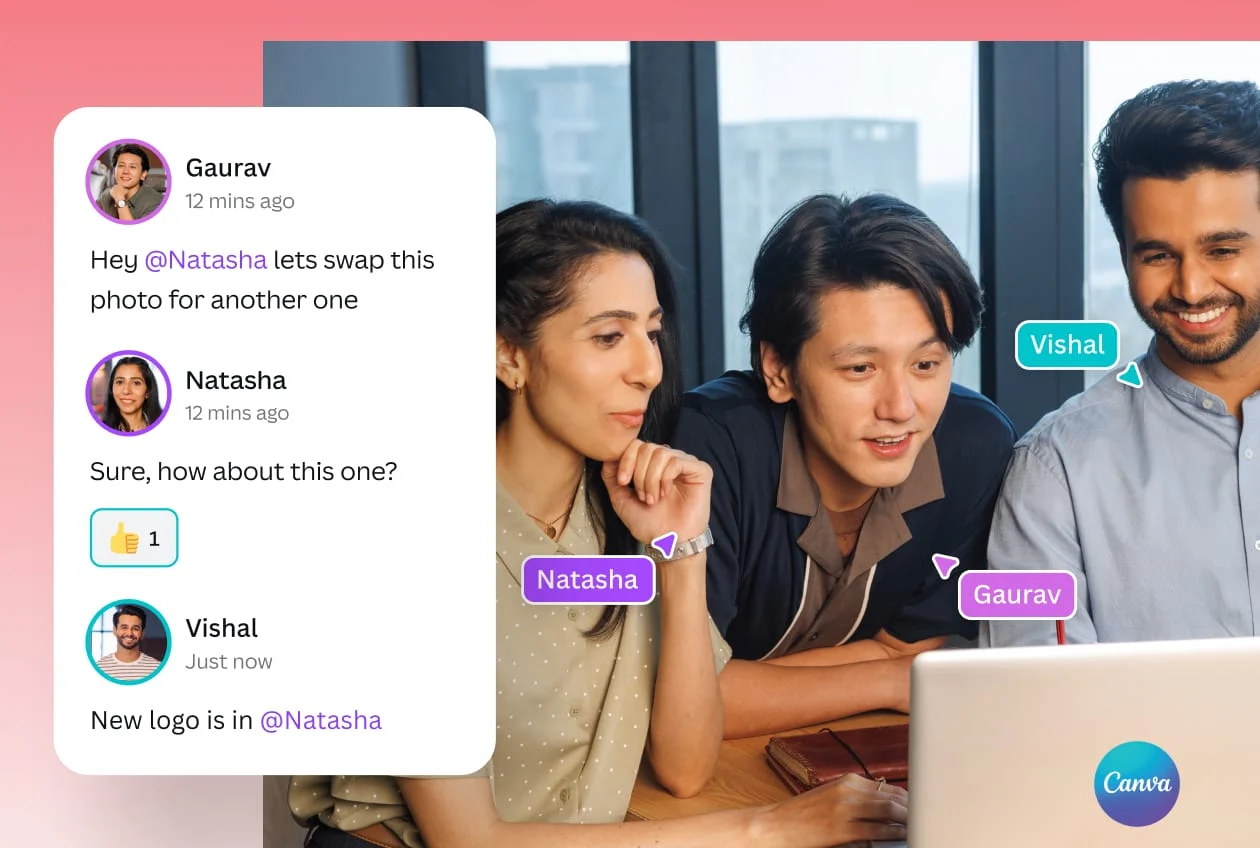 Gaurav
12 mins ago
Hey @Natasha lets swap this
photo for another one
Natasha
12 mins ago
Sure, how about this one?
👍 1
Vishal
Just now
New logo is in @Natasha
Vishal
Natasha
Gaurav
Canva